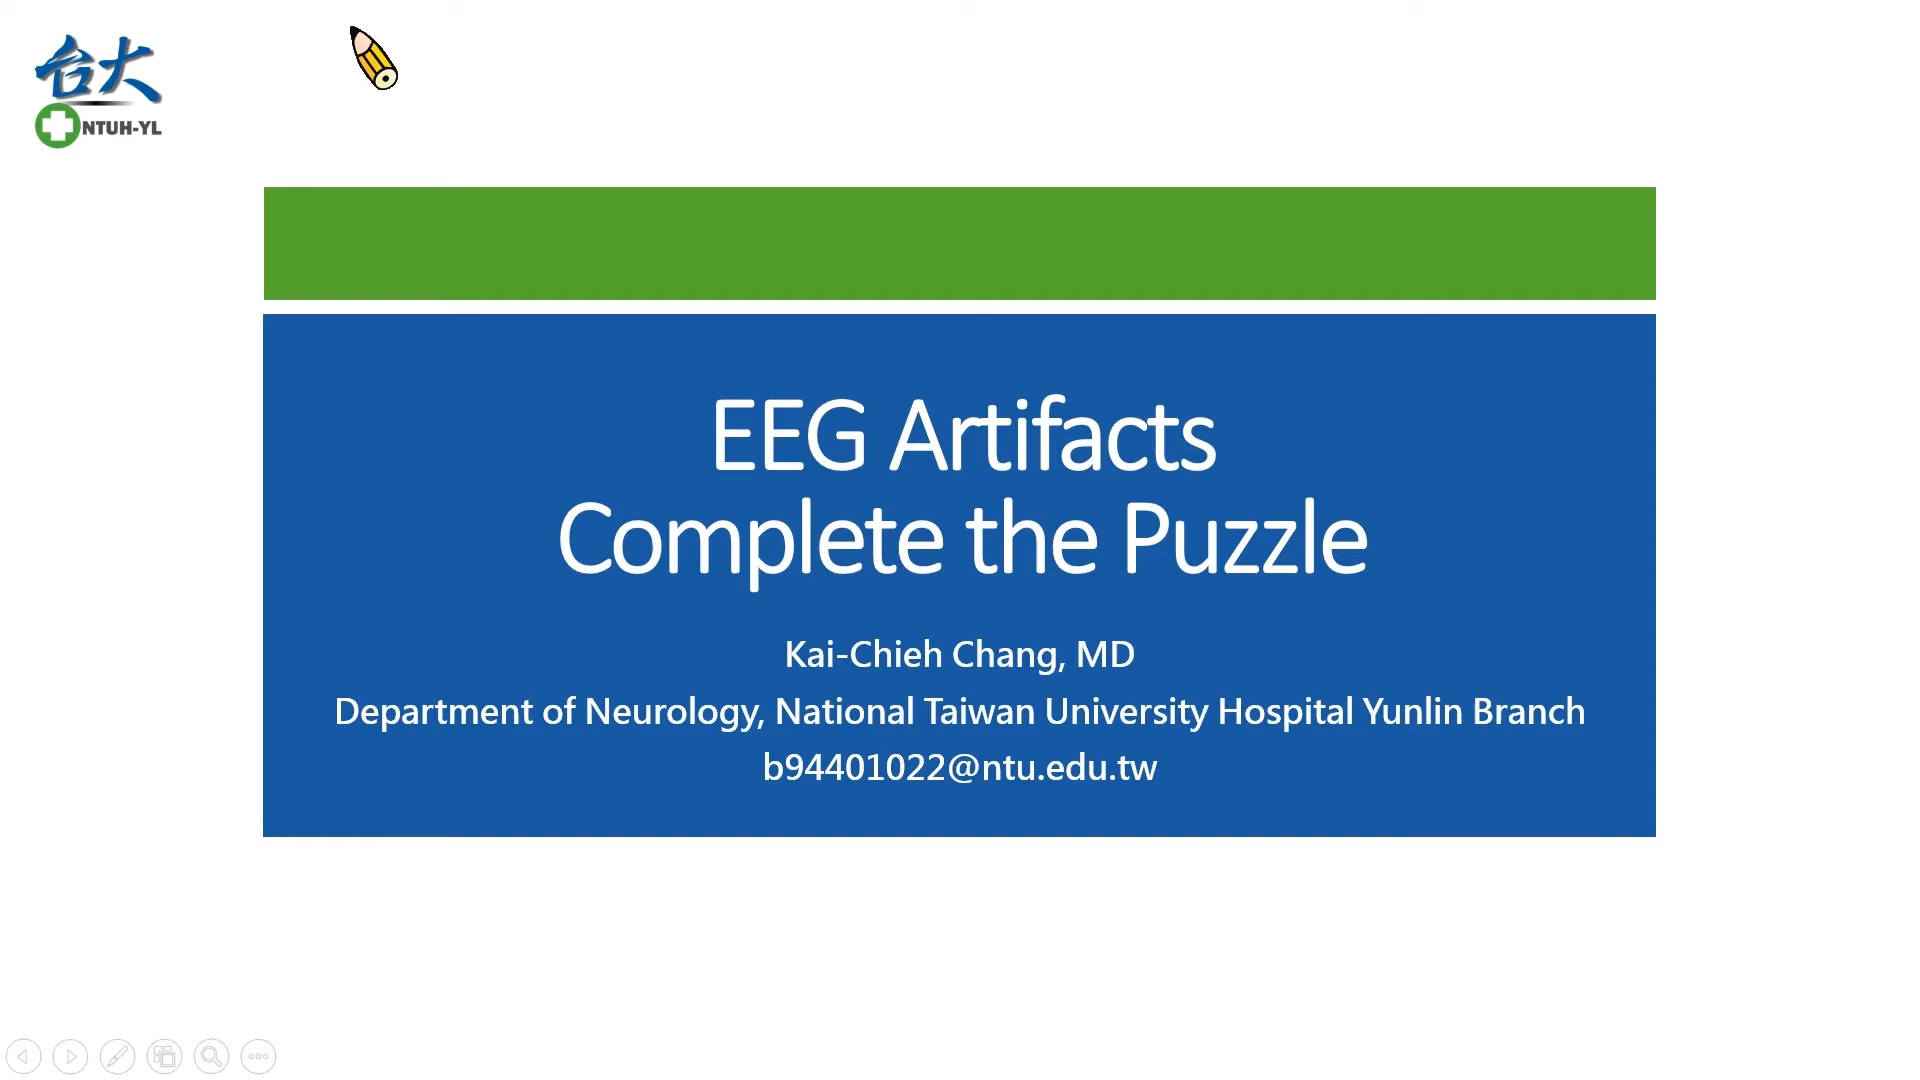 台大
NTUH-YL
EEG Artifacts
Complete the Puzzle
Kai-Chieh Chang, MD
Department of Neurology, National Taiwan University Hospital Yunlin Branch
b94401022@ntu.edu.tw